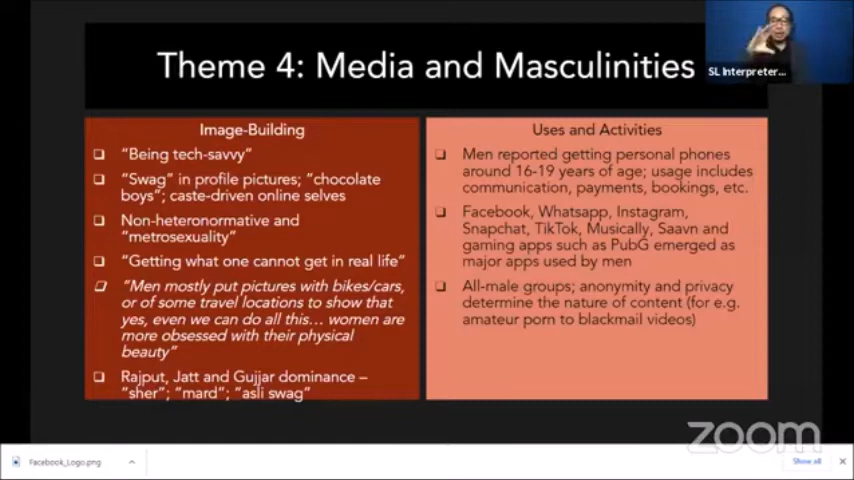 Theme 4: Media and Masculinities
SL Interpreter...
Image-Building
❑ “Being tech-savvy”
❑ “Swag” in profile pictures; “chocolate
boys”; caste-driven online selves
❑ Non-heteronormative and
“metrosexuality”
❑ “Getting what one cannot get in real life”
❑ “Men mostly put pictures with bikes/cars,
or of some travel locations to show that
yes, even we can do all this... women are
more obsessed with their physical
beauty”
❑ Rajput, Jatt and Gujjar dominance –
“sher”; “mard”; “asli swag”
Uses and Activities
❑ Men reported getting personal phones
around 16-19 years of age; usage includes
communication, payments, bookings, etc.
❑ Facebook, Whatsapp, Instagram,
Snapchat, TikTok, Musically, Saavn and
gaming apps such as PubG emerged as
major apps used by men
❑ All-male groups; anonymity and privacy
determine the nature of content (for e.g.
amateur porn to blackmail videos)
zoom
Facebook_Logo.png
Show all